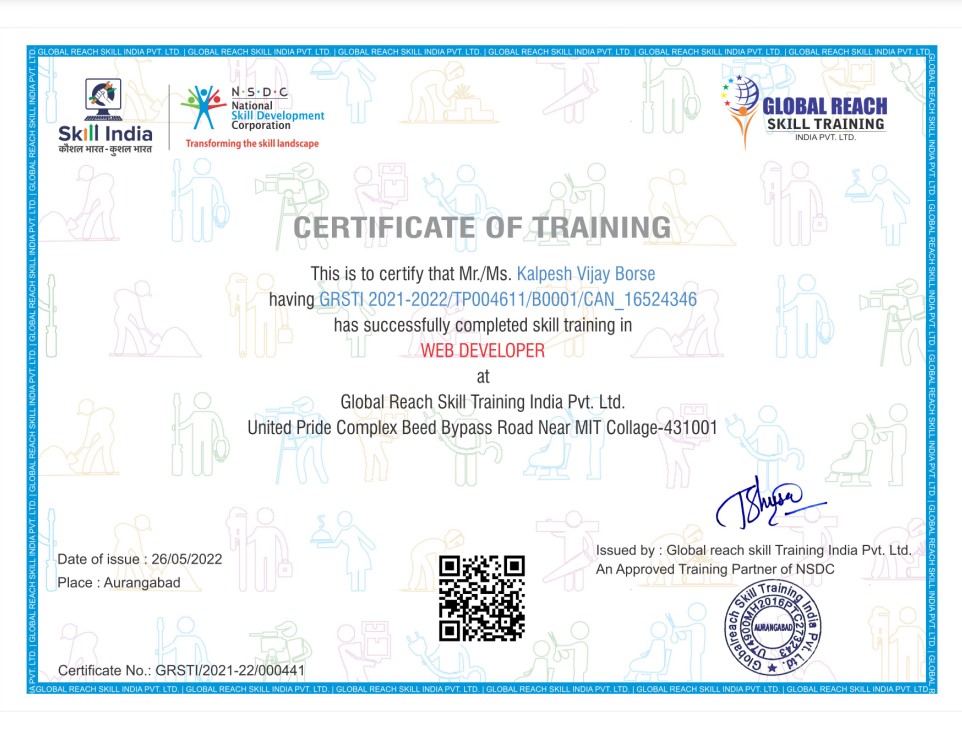 GLOBAL REACH SKILL INDIA PVT. LTD. | GLOBAL REACH SKILL INDIA PVT. LTD. | GLOBAL REACH SKILL INDIA PVT. LTD. | GLOBAL REACH SKILL INDIA PVT. LTD. | GLOBAL REACH SKILL INDIA PVT. LTD. | GLOBAL REACH SKILL INDIA PVT. LTD.
Skill India
कौशल भारत - कुशल भारत
N·S·D·C
National
Skill Development
Corporation
Transforming the skill landscape
GLOBAL REACH
SKILL TRAINING
INDIA PVT. LTD.
CERTIFICATE OF TRAINING
This is to certify that Mr./Ms. Kalpesh Vijay Borse
having GRSTI 2021-2022/TP004611/B0001/CAN_16524346
has successfully completed skill training in
WEB DEVELOPER
at
Global Reach Skill Training India Pvt. Ltd.
United Pride Complex Beed Bypass Road Near MIT Collage-431001
Date of issue : 26/05/2022
Place : Aurangabad
Issued by : Global reach skill Training India Pvt. Ltd.
An Approved Training Partner of NSDC
Globalreach Skill Training India Pvt. Ltd.
U74900MH2016PTC273243
AURANGABAD
Certificate No.: GRSTI/2021-22/000441
GLOBAL REACH SKILL INDIA PVT. LTD. | GLOBAL REACH SKILL INDIA PVT. LTD. | GLOBAL REACH SKILL INDIA PVT. LTD. | GLOBAL REACH SKILL INDIA PVT. LTD. | GLOBAL REACH SKILL INDIA PVT. LTD. | GLOBAL REACH SKILL INDIA PVT. LTD.